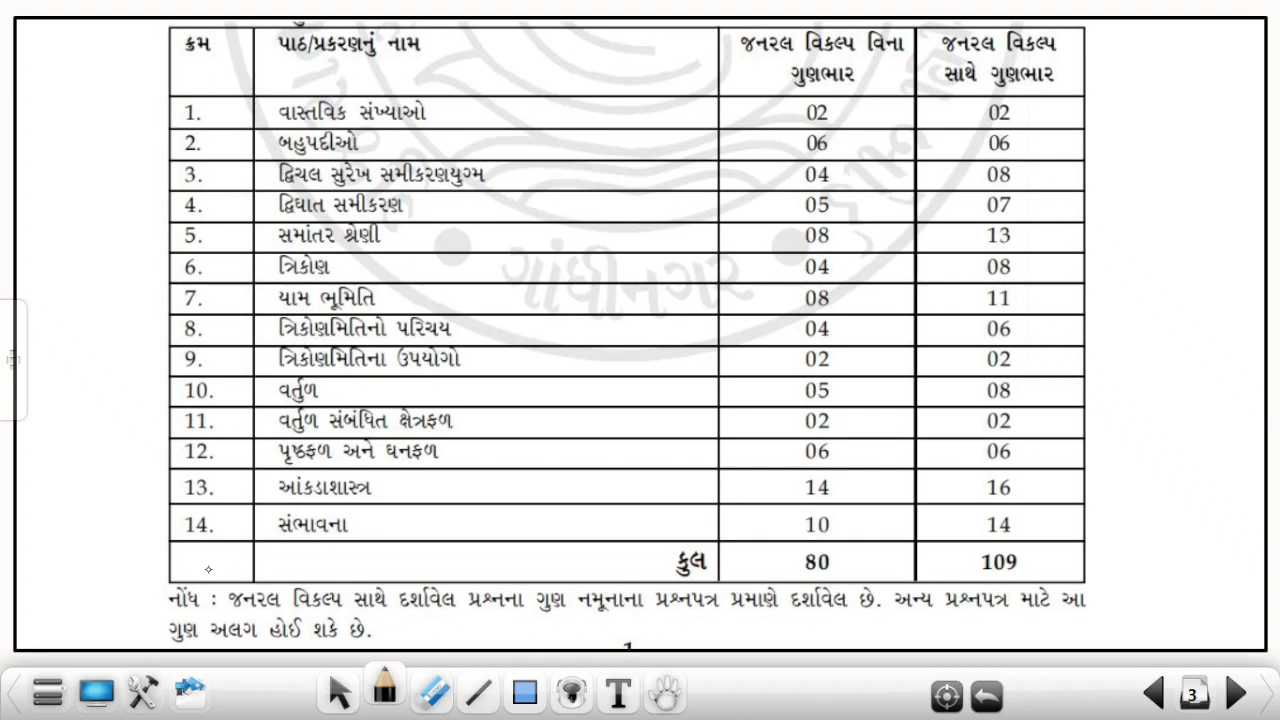 ક્રમ પાઠ/પ્રકરણનું નામ જનરલ વિકલ્પ વિના ગુણભાર જનરલ વિકલ્પ સાથે ગુણભાર
1. વાસ્તવિક સંખ્યાઓ 02 02
2. બહુપદીઓ 06 06
3. દ્વિચલ સુરેખ સમીકરણયુગ્મ 04 08
4. દ્વિઘાત સમીકરણ 05 07
5. સમાંતર શ્રેણી 08 13
6. ત્રિકોણ 04 08
7. યામ ભૂમિતિ 08 11
8. ત્રિકોણમિતિનો પરિચય 04 06
9. ત્રિકોણમિતિના ઉપયોગો 02 02
10. વર્તુળ 05 08
11. વર્તુળ સંબંધિત ક્ષેત્રફળ 02 02
12. પૃષ્ઠફળ અને ઘનફળ 06 06
13. આંકડાશાસ્ત્ર 14 16
14. સંભાવના 10 14
કુલ 80 109
નોંધ : જનરલ વિકલ્પ સાથે દર્શાવેલ પ્રશ્નના ગુણ નમૂનાના પ્રશ્નપત્ર પ્રમાણે દર્શાવેલ છે. અન્ય પ્રશ્નપત્ર માટે આ
ગુણ અલગ હોઈ શકે છે.
ગાંધીનગર
T
3